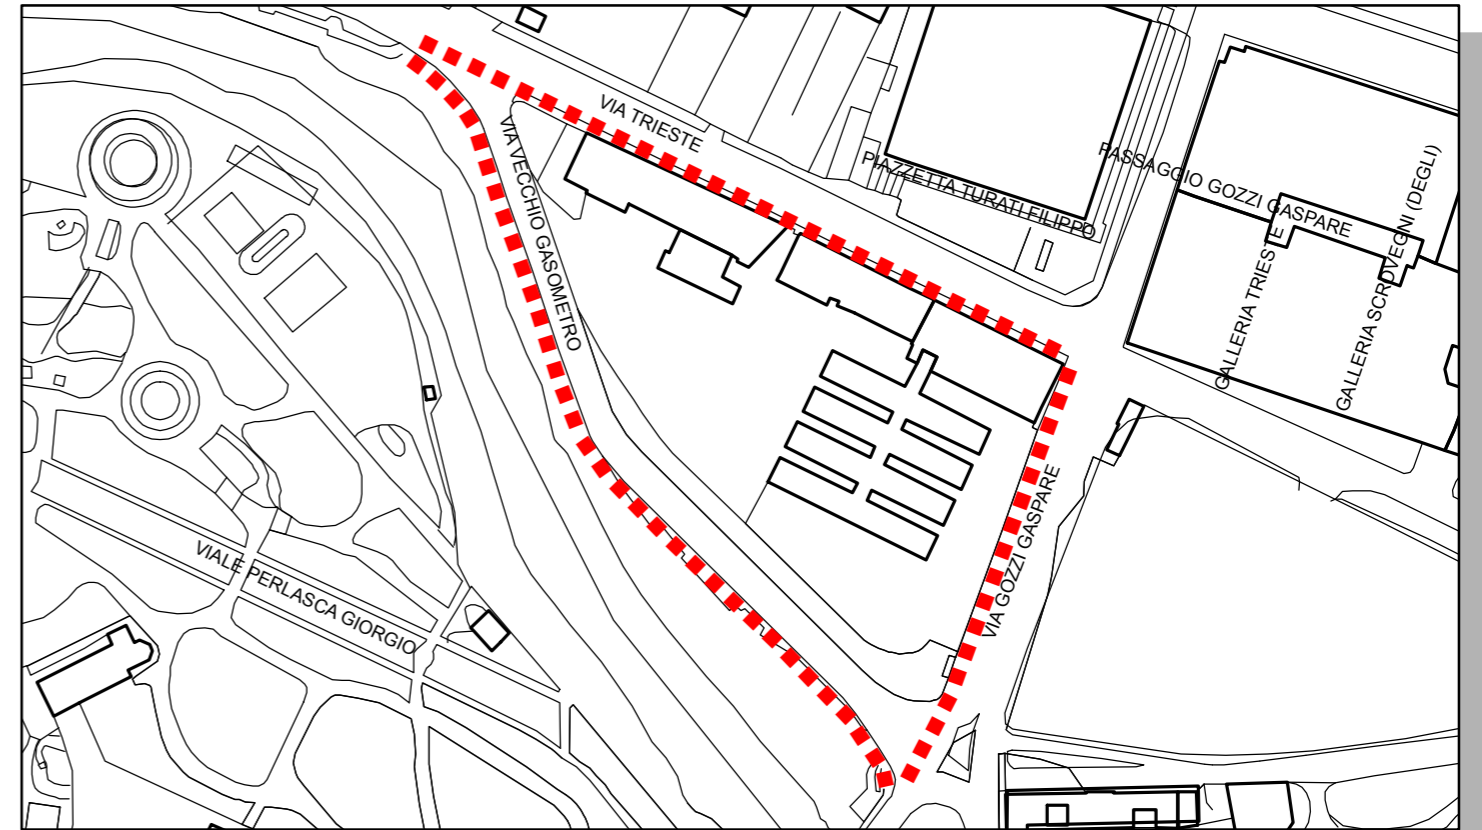 VIA TRIESTE
VIA VECCHIO GASOMETRO
PIAZZETTA TURATI FILIPPO
PASSAGGIO GOZZI GASPARE
GALLERIA TRIESTE
GALLERIA SCROVEGNI (DEGLI)
VIA GOZZI GASPARE
VIALE PERLASCA GIORGIO